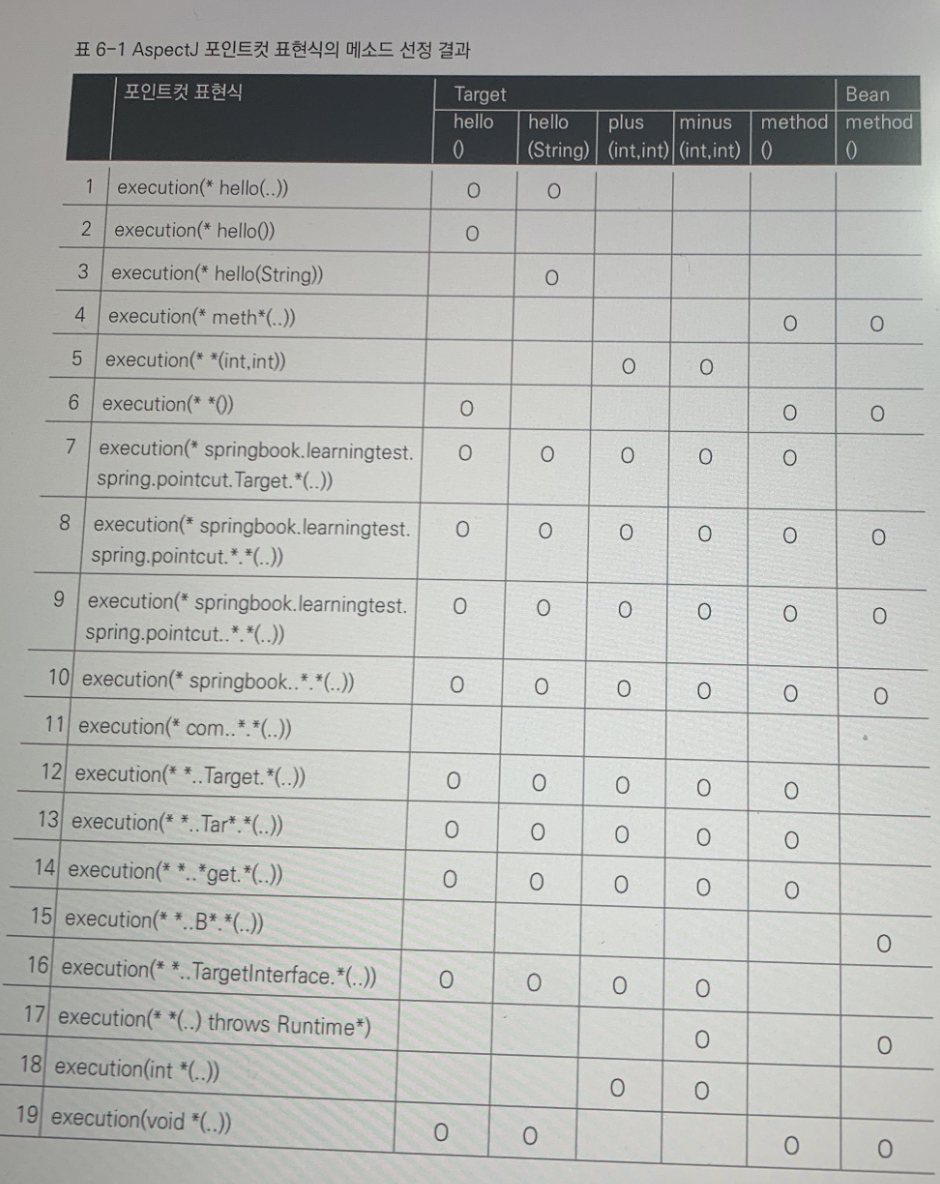 표 6-1 AspectJ 포인트컷 표현식의 메소드 선정 결과
포인트컷 표현식 Target Bean
hello hello plus minus method method
() (String) (int,int) (int,int) () ()
1 execution(* hello(..)) O O
2 execution(* hello()) O
3 execution(* hello(String)) O
4 execution(* meth*(..)) O O
5 execution(* *(int,int)) O O
6 execution(* *()) O O O
7 execution(* springbook.learningtest. O O O O O
spring.pointcut.Target.*(..))
8 execution(* springbook.learningtest. O O O O O O
spring.pointcut.*.*(..))
9 execution(* springbook.learningtest. O O O O O O
spring.pointcut..*.*(..))
10 execution(* springbook..*.*(..)) O O O O O O
11 execution(* com..*.*(..))
12 execution(* *..Target.*(..)) O O O O O
13 execution(* *..Tar*.*(..)) O O O O O
14 execution(* *..*get.*(..)) O O O O O
15 execution(* *..B*.*(..)) O
16 execution(* *..TargetInterface.*(..)) O O O O
17 execution(* *(..) throws Runtime*) O O
18 execution(int *(..)) O O
19 execution(void *(..)) O O O O